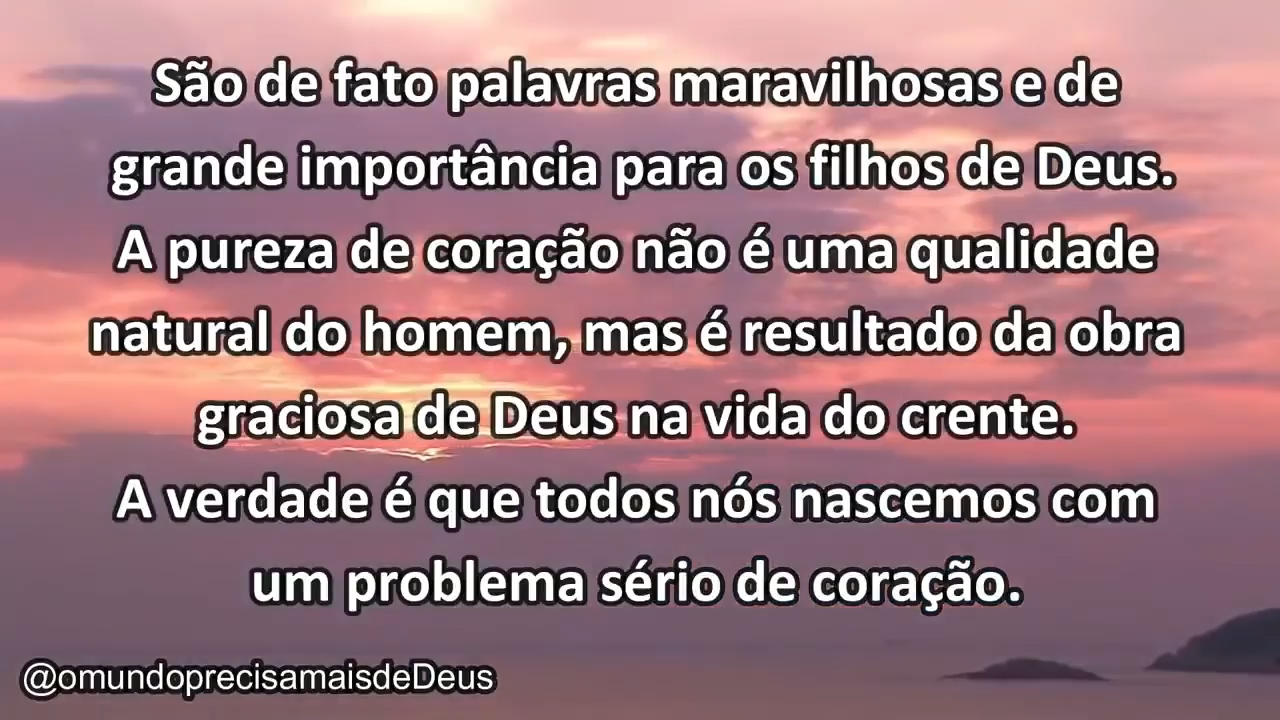 São de fato palavras maravilhosas e de
grande importância para os filhos de Deus.
A pureza de coração não é uma qualidade
natural do homem, mas é resultado da obra
graciosa de Deus na vida do crente.
A verdade é que todos nós nascemos com
um problema sério de coração.
@omundoprecisamaisdeDeus